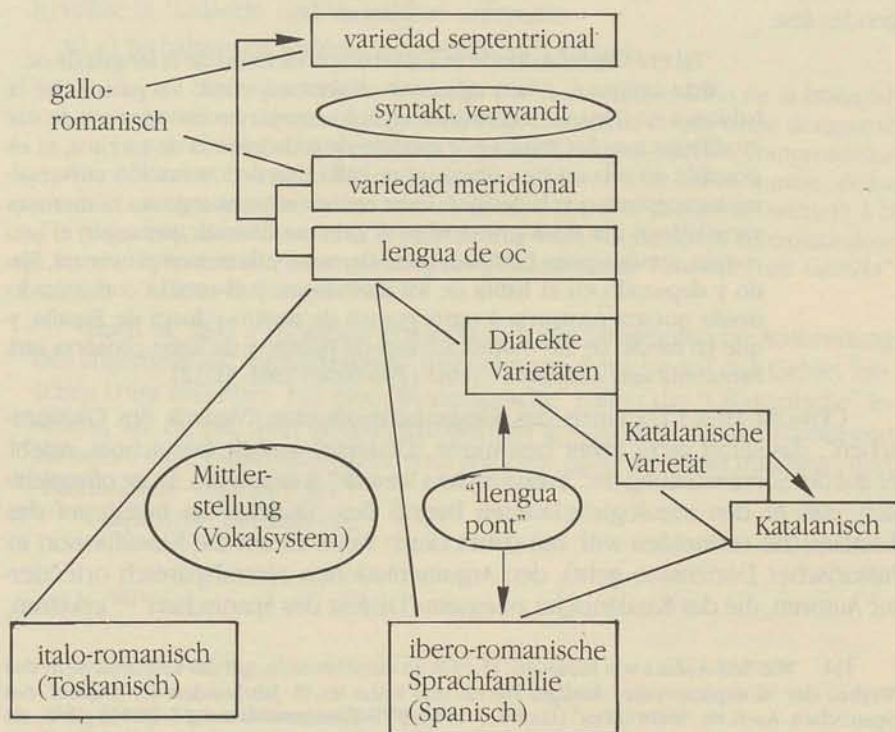 variedad septentrional
gallo-
romanisch
syntakt. verwandt
variedad meridional
lengua de oc
Dialekte
Varietäten
Katalanische
Varietät
Mittler-
stellung
(Vokalsystem)
"llengua
pont"
Katalanisch
italo-romanisch
(Toskanisch)
ibero-romanische
Sprachfamilie
(Spanisch)